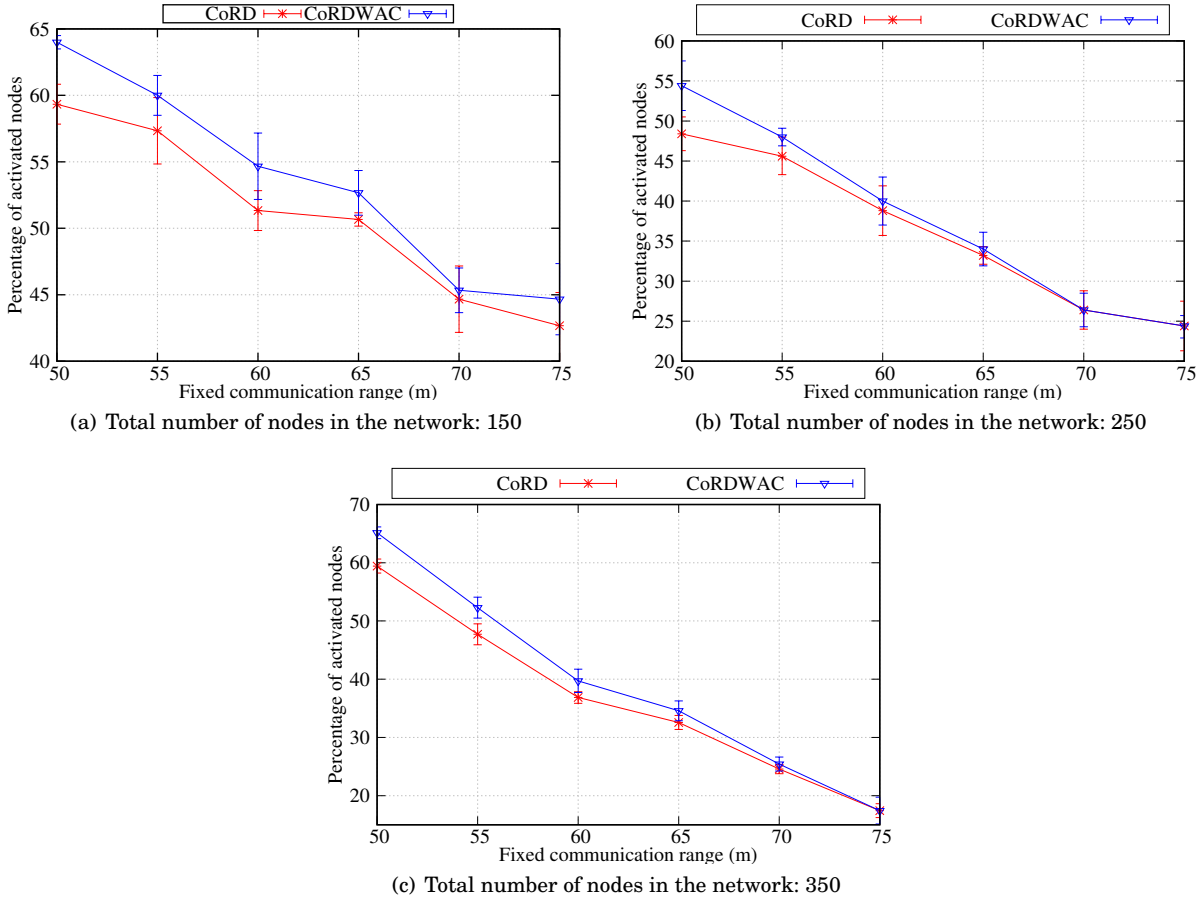 CoRD CoRDWAC
65
60
55
50
45
40
Percentage of activated nodes
50 55 60 65 70 75
Fixed communication range (m)
(a) Total number of nodes in the network: 150
CoRD CoRDWAC
60
55
50
45
40
35
30
25
20
Percentage of activated nodes
50 55 60 65 70 75
Fixed communication range (m)
(b) Total number of nodes in the network: 250
CoRD CoRDWAC
70
60
50
40
30
20
Percentage of activated nodes
50 55 60 65 70 75
Fixed communication range (m)
(c) Total number of nodes in the network: 350